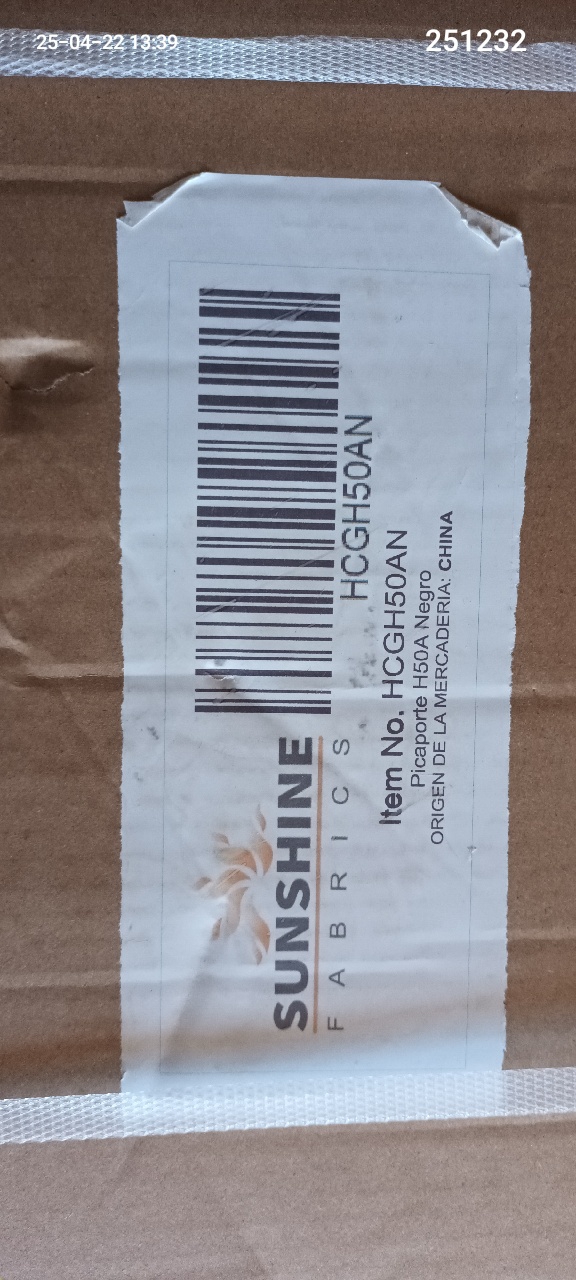 25-04-22 13:39
251232
HCGH50AN
SUNSHINE
FABRICS
Item No. HCGH50AN
Picaporte H50A Negro
ORIGEN DE LA MERCADERIA: CHINA